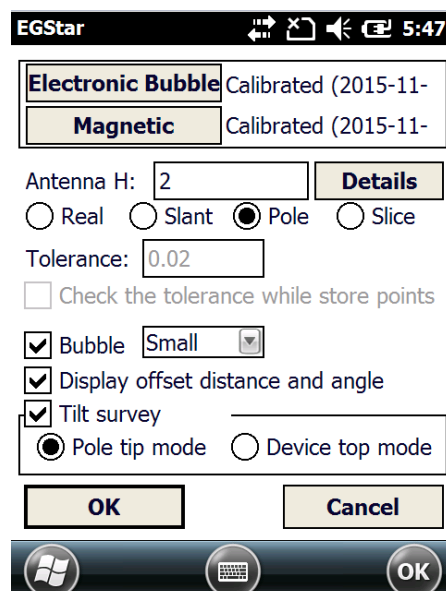 EGStar 5:47
Electronic Bubble Calibrated (2015-11-
Magnetic Calibrated (2015-11-
Antenna H: 2 Details
Real Slant Pole Slice
Tolerance: 0.02
Check the tolerance while store points
Bubble Small
Display offset distance and angle
Tilt survey
Pole tip mode Device top mode
OK Cancel
OK